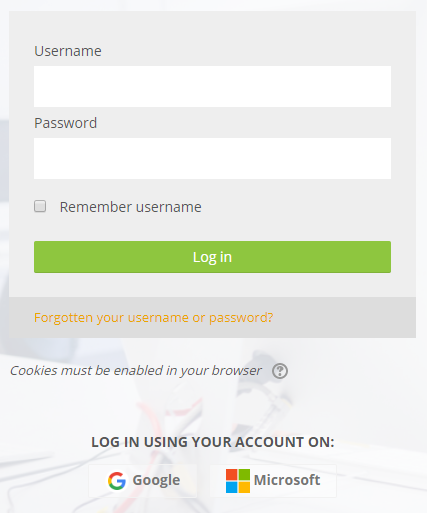 Username
Password
Remember username
Log in
Forgotten your username or password?
Cookies must be enabled in your browser ?
LOG IN USING YOUR ACCOUNT ON:
Google Microsoft